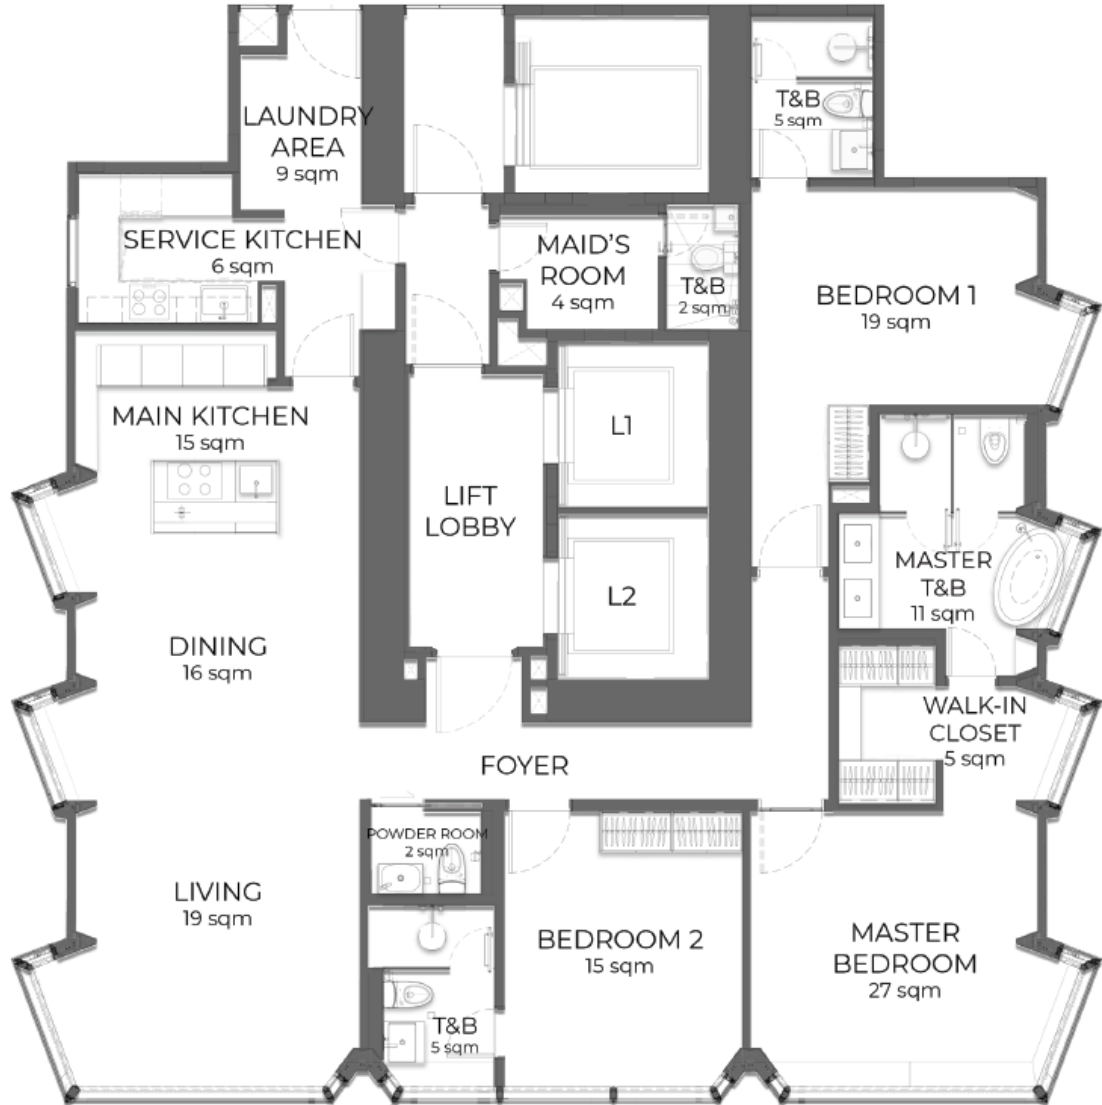 LAUNDRY
AREA
9 sqm
T&B
5 sqm
SERVICE KITCHEN
6 sqm
MAID'S
ROOM
4 sqm
T&B
2 sqm
BEDROOM 1
19 sqm
MAIN KITCHEN
15 sqm
L1
LIFT
LOBBY
L2
MASTER
T&B
11 sqm
DINING
16 sqm
WALK-IN
CLOSET
5 sqm
FOYER
POWDER ROOM
2 sqm
LIVING
19 sqm
BEDROOM 2
15 sqm
MASTER
BEDROOM
27 sqm
T&B
5 sqm